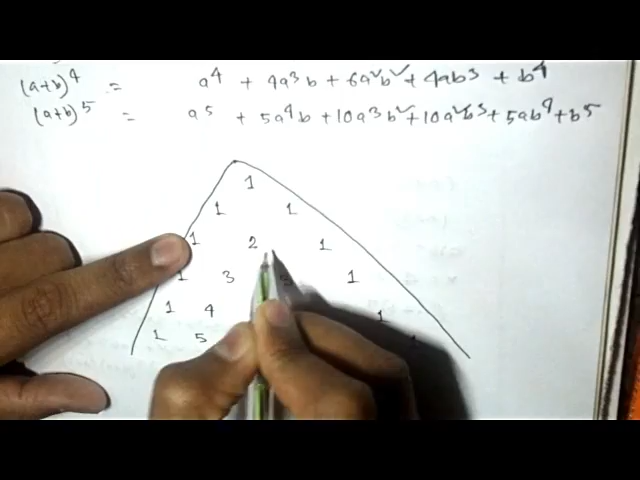 (a+b)⁴ = a⁴ + 4a³b + 6a²b² + 4ab³ + b⁴
(a+b)⁵ = a⁵ + 5a⁴b + 10a³b² + 10a²b³ + 5ab⁴ + b⁵
1
1 1
1 2 1
1 3 3 1
1 4 1
1 5